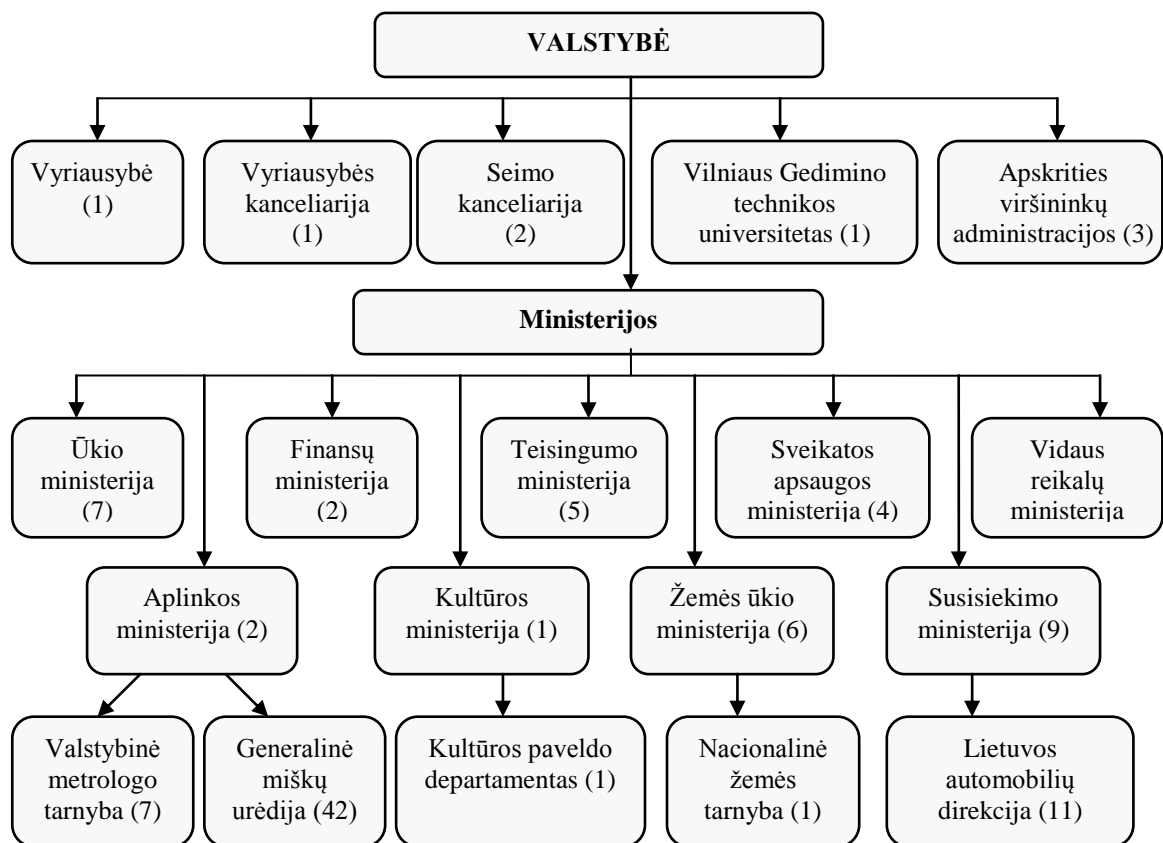 VALSTYBĖ
Vyriausybė
(1)
Vyriausybės
kanceliarija
(1)
Seimo
kanceliarija
(2)
Vilniaus Gedimino
technikos
universitetas (1)
Apskrities
viršininkų
administracijos (3)
Ministerijos
Ūkio
ministerija
(7)
Finansų
ministerija
(2)
Teisingumo
ministerija
(5)
Sveikatos
apsaugos
ministerija (4)
Vidaus
reikalų
ministerija
Aplinkos
ministerija (2)
Kultūros
ministerija (1)
Žemės ūkio
ministerija (6)
Susisiekimo
ministerija (9)
Valstybinė
metrologo
tarnyba (7)
Generalinė
miškų
urėdija (42)
Kultūros paveldo
departamentas (1)
Nacionalinė
žemės
tarnyba (1)
Lietuvos
automobilių
direkcija (11)